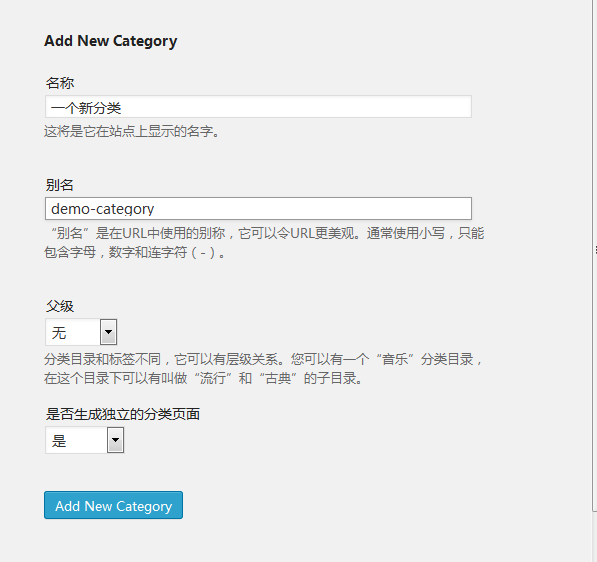 Add New Category
名称
一个新分类
这将是它在站点上显示的名字。
别名
demo-category
“别名”是在URL中使用的别称，它可以令URL更美观。通常使用小写，只能
包含字母，数字和连字符（-）。
父级
无
分类目录和标签不同，它可以有层级关系。您可以有一个“音乐”分类目录，
在这个目录下可以有叫做“流行”和“古典”的子目录。
是否生成独立的分类页面
是
Add New Category